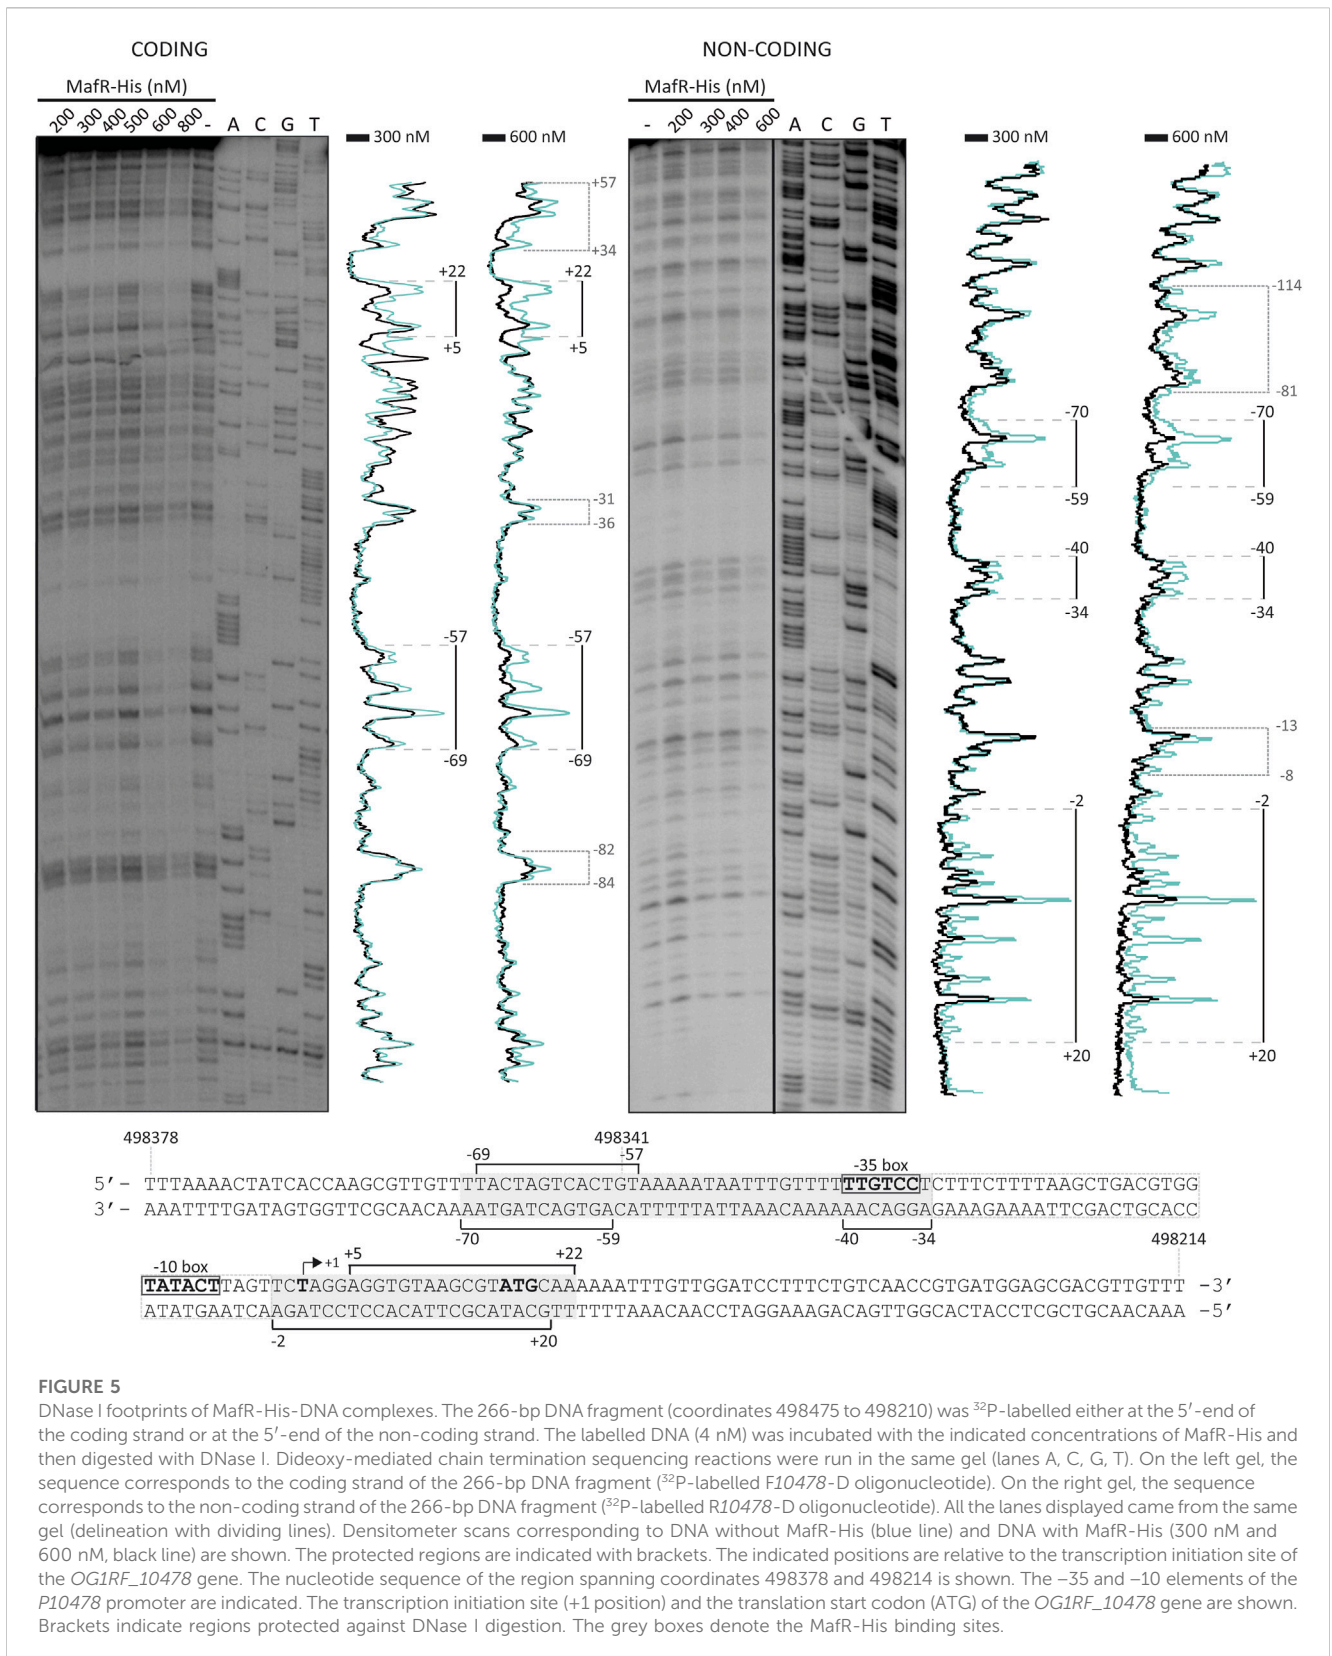 CODING
NON-CODING
MafR-His (nM)
MafR-His (nM)
200 300 400 500 600 800 - A C G T
300 nM
600 nM
- 200 300 400 600 A C G T
300 nM
600 nM
+57
+34
+22
+5
+22
+5
-31
-36
-57
-69
-57
-69
-82
-84
-114
-81
-70
-59
-70
-59
-40
-34
-40
-34
-13
-8
-2
-2
+20
+20
498378
498341
-69
-57
-35 box
5′- TTTAAAACTATCACCAAGCGTTGTTTTACTAGTCACTGTAAAAATAATTTGTTTTTTGTCCTCTTTCTTTTAAGCTGACGTGG
3′- AAATTTTGATAGTGGTTCGCAACAAAATGATCAGTGACATTTTTATTAAACAAAAAACAGGAGAAAGAAAATTCGACTGCACC
-70
-59
-40
-34
498214
-10 box
+1
+5
+22
TATACTTAGTTCTAGGAGGTGTAAGCGTATGCAAAAAATTTGTTGGATCCTTTCTGTCAACCGTGATGGAGCGACGTTGTTT -3′
ATATGAATCAAGATCCTCCACATTCGCATACGTTTTTTAAACAACCTAGGAAAGACAGTTGGCACTACCTCGCTGCAACAAA -5′
-2
+20
FIGURE 5
DNase I footprints of MafR-His-DNA complexes. The 266-bp DNA fragment (coordinates 498475 to 498210) was ³²P-labelled either at the 5′-end of
the coding strand or at the 5′-end of the non-coding strand. The labelled DNA (4 nM) was incubated with the indicated concentrations of MafR-His and
then digested with DNase I. Dideoxy-mediated chain termination sequencing reactions were run in the same gel (lanes A, C, G, T). On the left gel, the
sequence corresponds to the coding strand of the 266-bp DNA fragment (³²P-labelled F10478-D oligonucleotide). On the right gel, the sequence
corresponds to the non-coding strand of the 266-bp DNA fragment (³²P-labelled R10478-D oligonucleotide). All the lanes displayed came from the same
gel (delineation with dividing lines). Densitometer scans corresponding to DNA without MafR-His (blue line) and DNA with MafR-His (300 nM and
600 nM, black line) are shown. The protected regions are indicated with brackets. The indicated positions are relative to the transcription initiation site of
the OG1RF_10478 gene. The nucleotide sequence of the region spanning coordinates 498378 and 498214 is shown. The −35 and −10 elements of the
P10478 promoter are indicated. The transcription initiation site (+1 position) and the translation start codon (ATG) of the OG1RF_10478 gene are shown.
Brackets indicate regions protected against DNase I digestion. The grey boxes denote the MafR-His binding sites.